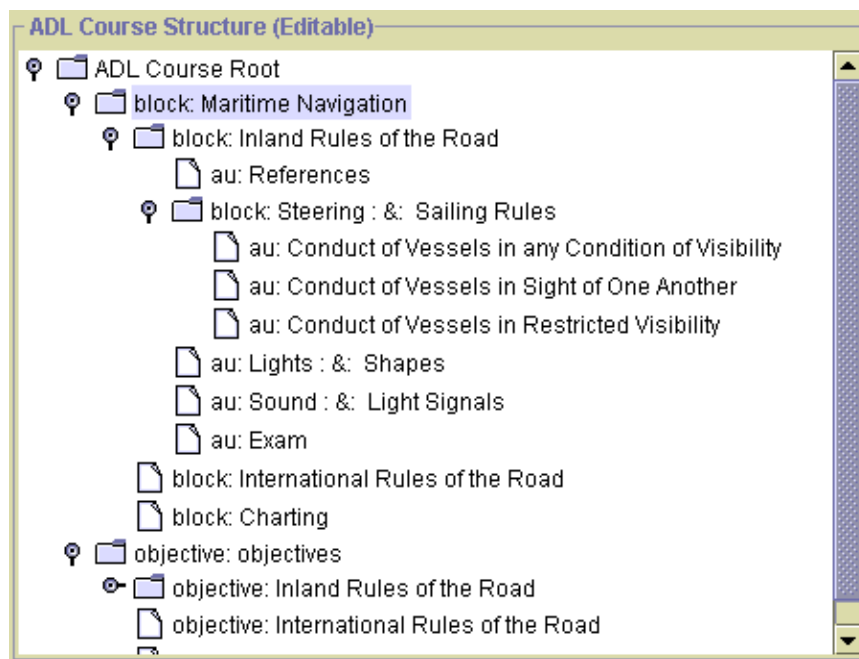 ADL Course Structure (Editable)
ADL Course Root
block: Maritime Navigation
block: Inland Rules of the Road
au: References
block: Steering : &: Sailing Rules
au: Conduct of Vessels in any Condition of Visibility
au: Conduct of Vessels in Sight of One Another
au: Conduct of Vessels in Restricted Visibility
au: Lights : &: Shapes
au: Sound : &: Light Signals
au: Exam
block: International Rules of the Road
block: Charting
objective: objectives
objective: Inland Rules of the Road
objective: International Rules of the Road